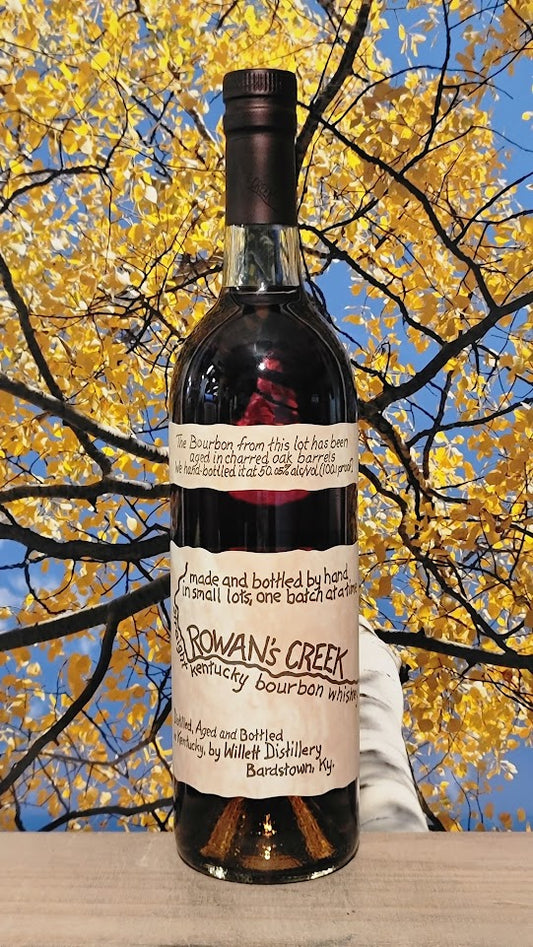 The Bourbon from this lot has been
aged in charred oak barrels
We hand-bottled it at 50.05% alc/vol (100.1 proof)
made and bottled by hand
in small lots, one batch at a time
straight
ROWAN'S CREEK
kentucky bourbon whiskey
Distilled, Aged and Bottled
Kentucky, by Willett Distillery
Bardstown, Ky.